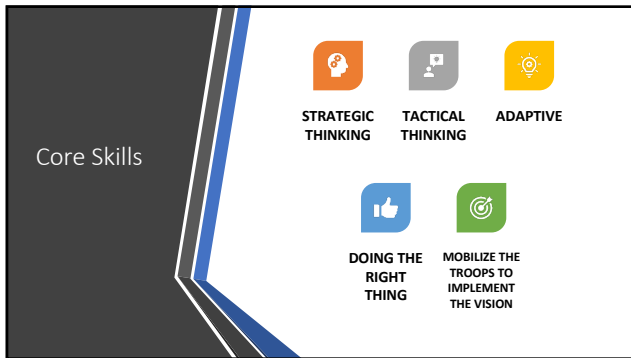 Core Skills
STRATEGIC
THINKING
TACTICAL
THINKING
ADAPTIVE
DOING THE
RIGHT
THING
MOBILIZE THE
TROOPS TO
IMPLEMENT
THE VISION